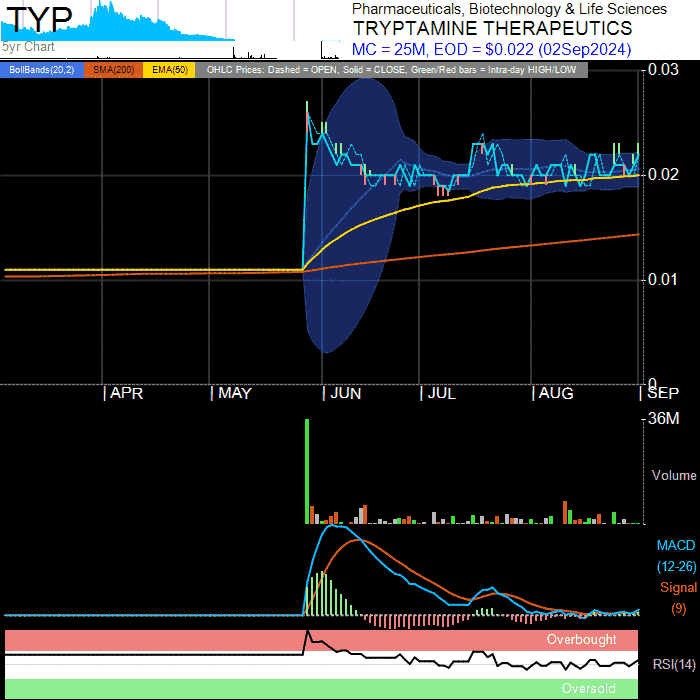 TYP
5yr Chart
Pharmaceuticals, Biotechnology & Life Sciences
TRYPTAMINE THERAPEUTICS
MC = 25M, EOD = $0.022 (02Sep2024)
BollBands(20,2) SMA(200) EMA(50) OHLC Prices: Dashed = OPEN, Solid = CLOSE, Green/Red bars = Intra-day HIGH/LOW
0.03
0.02
0.01
0
APR MAY JUN JUL AUG SEP
36M
Volume
MACD
(12-26)
Signal
(9)
Overbought
RSI(14)
Oversold